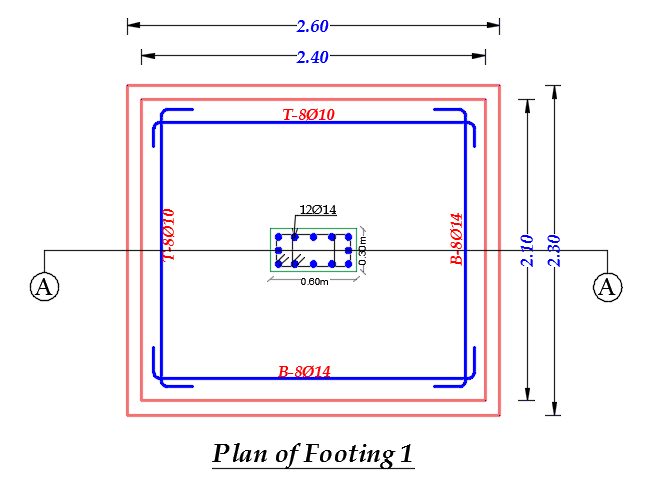 2.60
2.40
T-8Ø10
12Ø14
T-8Ø10
B-8Ø14
0.30m
2.10
2.30
A
A
0.60m
B-8Ø14
Plan of Footing 1